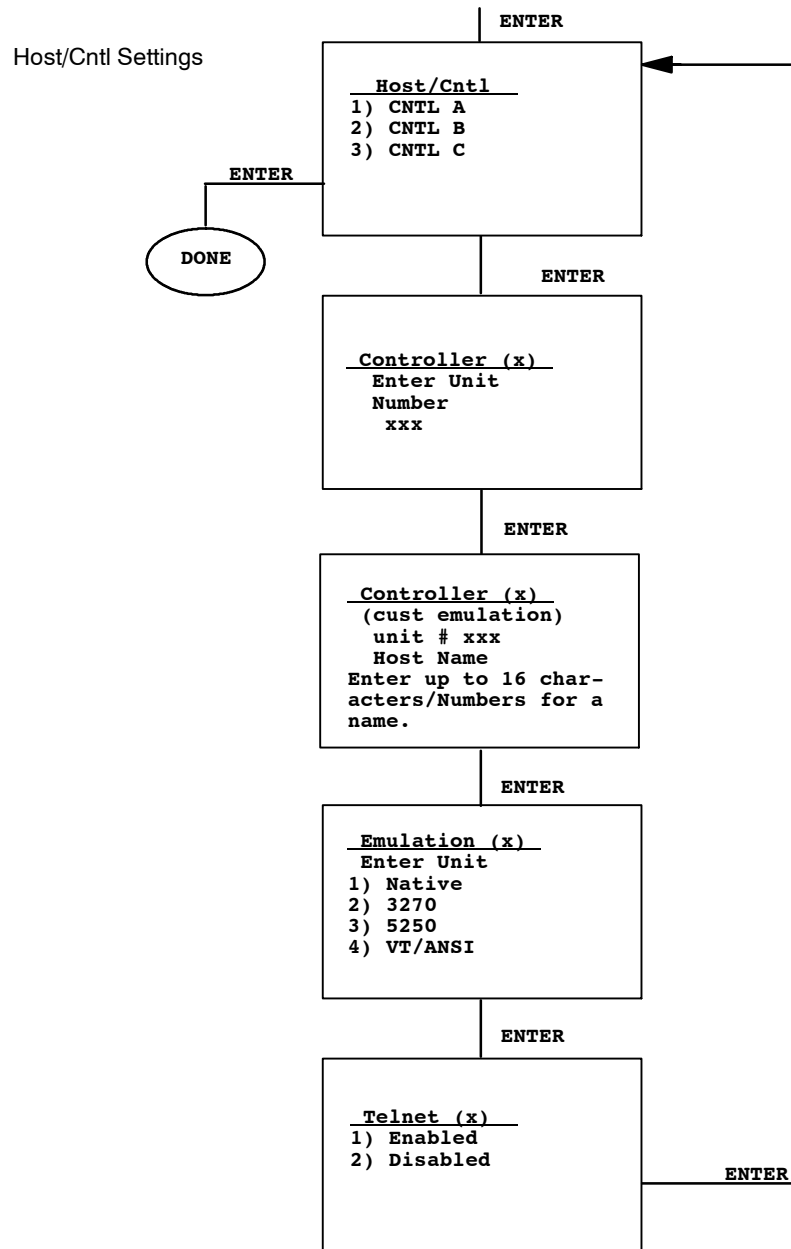 ENTER
Host/Cntl Settings
Host/Cntl
1) CNTL A
2) CNTL B
3) CNTL C
ENTER
DONE
ENTER
Controller (x)
Enter Unit
Number
xxx
ENTER
Controller (x)
(cust emulation)
unit # xxx
Host Name
Enter up to 16 char-
acters/Numbers for a
name.
ENTER
Emulation (x)
Enter Unit
1) Native
2) 3270
3) 5250
4) VT/ANSI
ENTER
Telnet (x)
1) Enabled
2) Disabled
ENTER